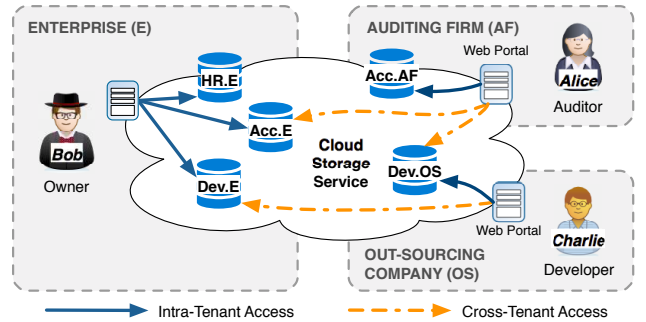 ENTERPRISE (E)
AUDITING FIRM (AF)
Web Portal
HR.E
Acc.AF
Alice
Auditor
Acc.E
Bob
Owner
Cloud
Storage
Service
Dev.E
Dev.OS
Web Portal
Charlie
Developer
OUT-SOURCING
COMPANY (OS)
Intra-Tenant Access
Cross-Tenant Access